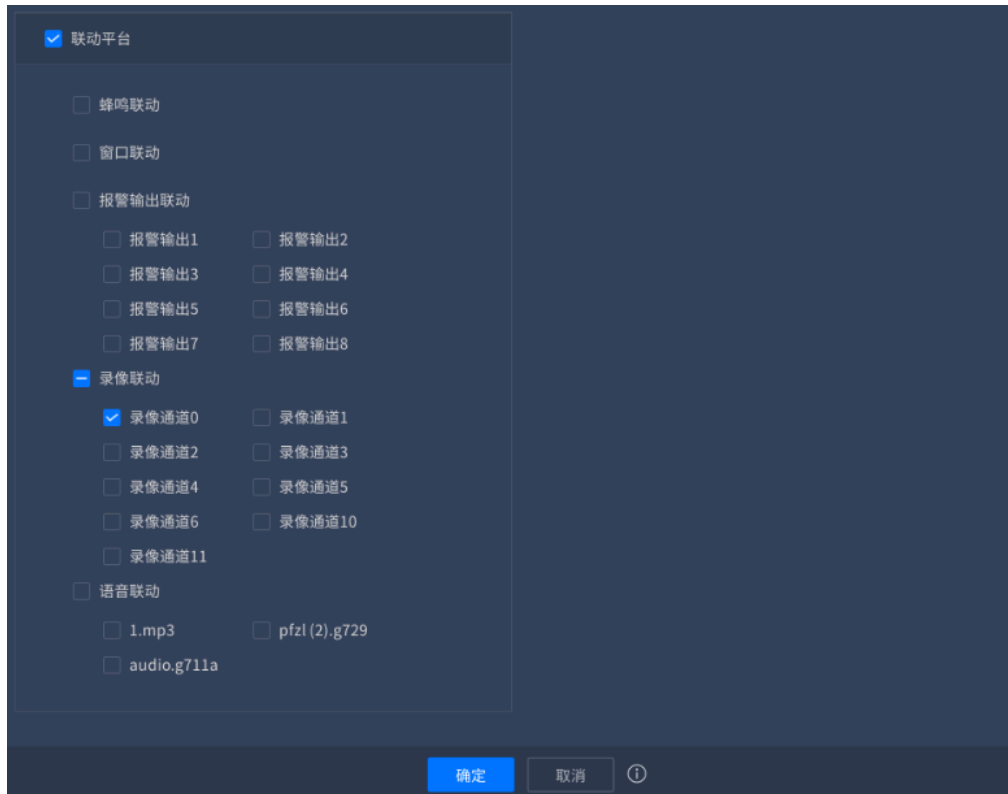 联动平台
蜂鸣联动
窗口联动
报警输出联动
报警输出1 报警输出2
报警输出3 报警输出4
报警输出5 报警输出6
报警输出7 报警输出8
录像联动
录像通道0 录像通道1
录像通道2 录像通道3
录像通道4 录像通道5
录像通道6 录像通道10
录像通道11
语音联动
1.mp3 pfzl (2).g729
audio.g711a
确定 取消